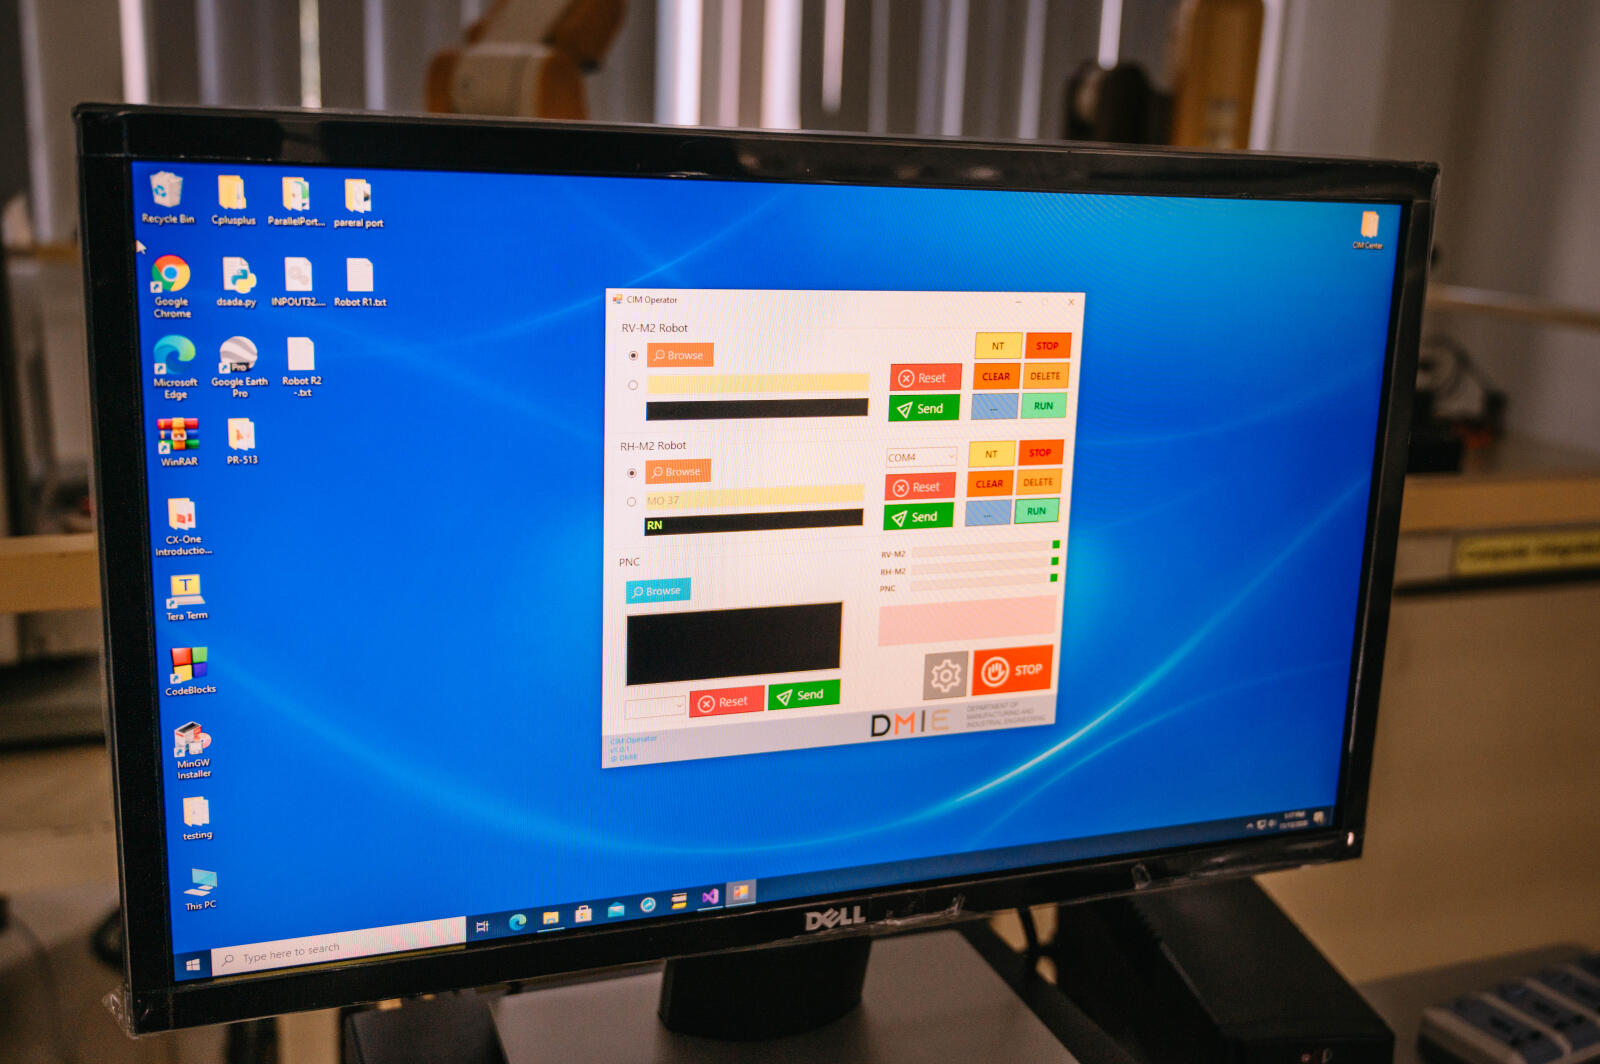 Recycle Bin
Cplusplus
ParallelPort...
pareral port
CIM Center
Google
Chrome
dsada.py
INPOUT32....
Robot R1.txt
Microsoft
Edge
Pro
Google Earth
Pro
Robot R2
-.txt
WinRAR
PR-513
CX-One
Introductio...
T
Tera Term
CodeBlocks
MinGW
Installer
testing
This PC
CIM Operator
RV-M2 Robot
Browse
Reset
Send
NT
STOP
CLEAR
DELETE
...
RUN
RH-M2 Robot
Browse
MO 37
RN
COM4
Reset
Send
NT
STOP
CLEAR
DELETE
...
RUN
PNC
Browse
Reset
Send
RV-M2
RH-M2
PNC
STOP
CIM Operator
v1.0.1
@ DMIE
DMIE
DEPARTMENT OF
MANUFACTURING AND
INDUSTRIAL ENGINEERING
Type here to search
DELL